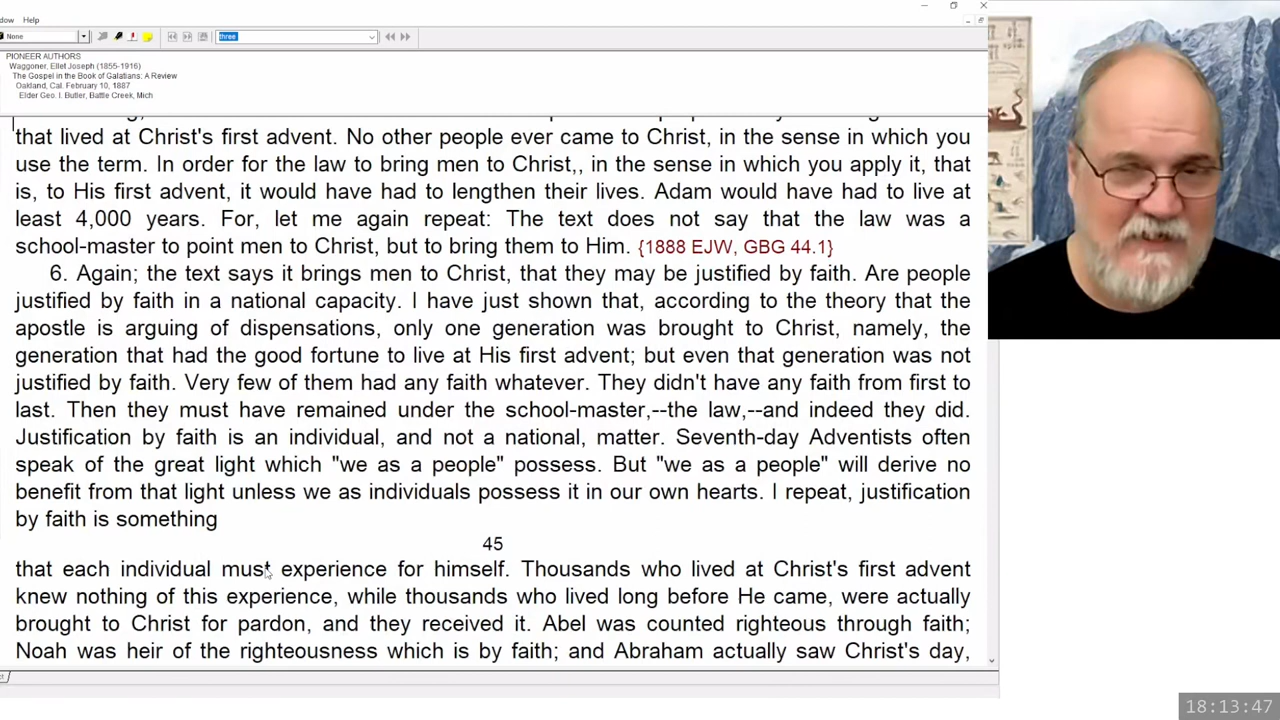 dow Help
None
three
PIONEER AUTHORS
Waggoner, Ellet Joseph (1855-1916)
The Gospel in the Book of Galatians: A Review
Oakland, Cal. February 10, 1887
Elder Geo. I. Butler, Battle Creek, Mich
that lived at Christ's first advent. No other people ever came to Christ, in the sense in which you
use the term. In order for the law to bring men to Christ,, in the sense in which you apply it, that
is, to His first advent, it would have had to lengthen their lives. Adam would have had to live at
least 4,000 years. For, let me again repeat: The text does not say that the law was a
school-master to point men to Christ, but to bring them to Him. {1888 EJW, GBG 44.1}
6. Again; the text says it brings men to Christ, that they may be justified by faith. Are people
justified by faith in a national capacity. I have just shown that, according to the theory that the
apostle is arguing of dispensations, only one generation was brought to Christ, namely, the
generation that had the good fortune to live at His first advent; but even that generation was not
justified by faith. Very few of them had any faith whatever. They didn't have any faith from first to
last. Then they must have remained under the school-master,--the law,--and indeed they did.
Justification by faith is an individual, and not a national, matter. Seventh-day Adventists often
speak of the great light which "we as a people" possess. But "we as a people" will derive no
benefit from that light unless we as individuals possess it in our own hearts. I repeat, justification
by faith is something
45
that each individual must experience for himself. Thousands who lived at Christ's first advent
knew nothing of this experience, while thousands who lived long before He came, were actually
brought to Christ for pardon, and they received it. Abel was counted righteous through faith;
Noah was heir of the righteousness which is by faith; and Abraham actually saw Christ's day,
18:13:47